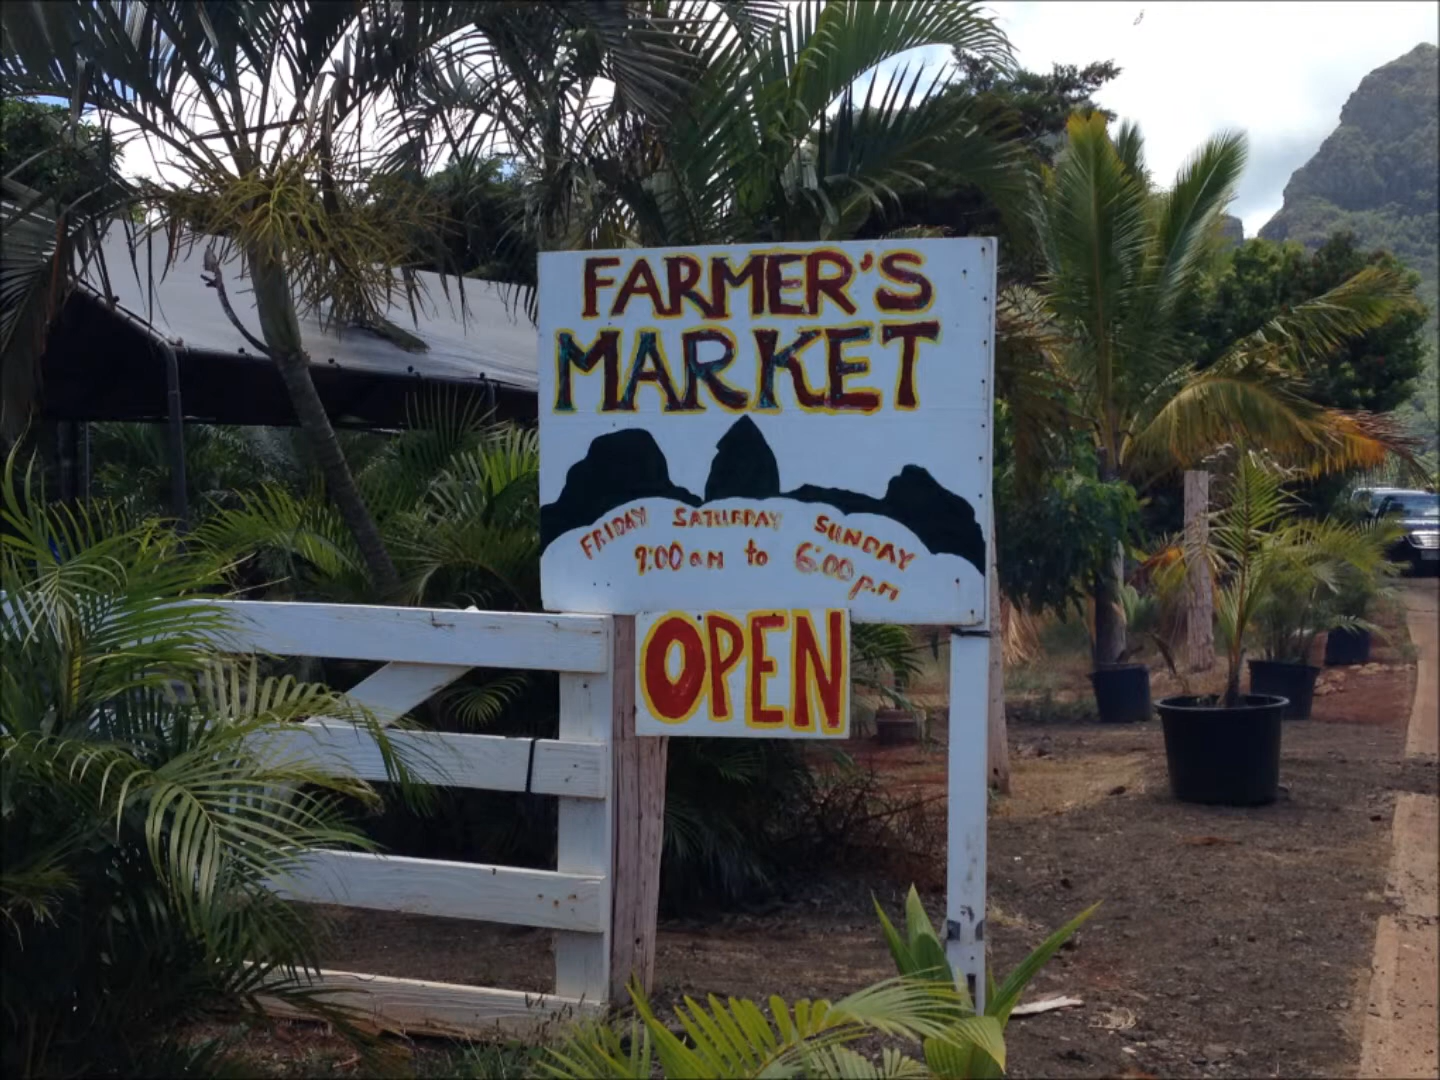 FARMER'S
MARKET
FRIDAY SATURDAY SUNDAY
9:00 am to 6:00 p.m
OPEN